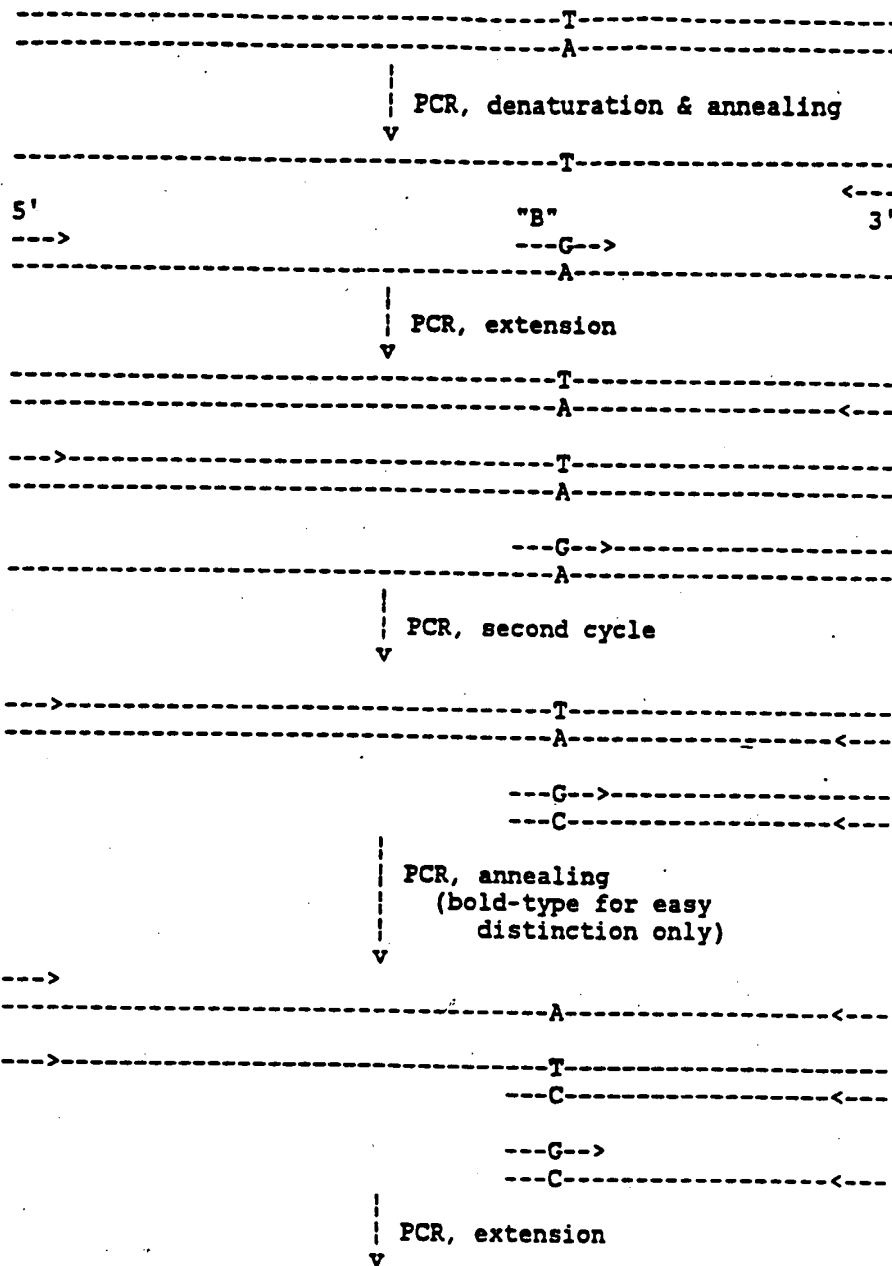 ------------------------------------T---------------------
------------------------------------A---------------------
PCR, denaturation & annealing
v
------------------------------------T---------------------
<---
5' "B" 3'
---> ---G-->
------------------------------------A---------------------
PCR, extension
v
------------------------------------T---------------------
------------------------------------A-----------------<---
--->--------------------------------T---------------------
------------------------------------A---------------------
---G-->------------------
------------------------------------A---------------------
PCR, second cycle
v
--->--------------------------------T---------------------
------------------------------------A-----------------<---
---G-->------------------
---C-----------------<---
PCR, annealing
(bold-type for easy
distinction only)
v
--->
------------------------------------A-----------------<---
--->--------------------------------T---------------------
---C-----------------<---
---G-->
---C-----------------<---
PCR, extension
v